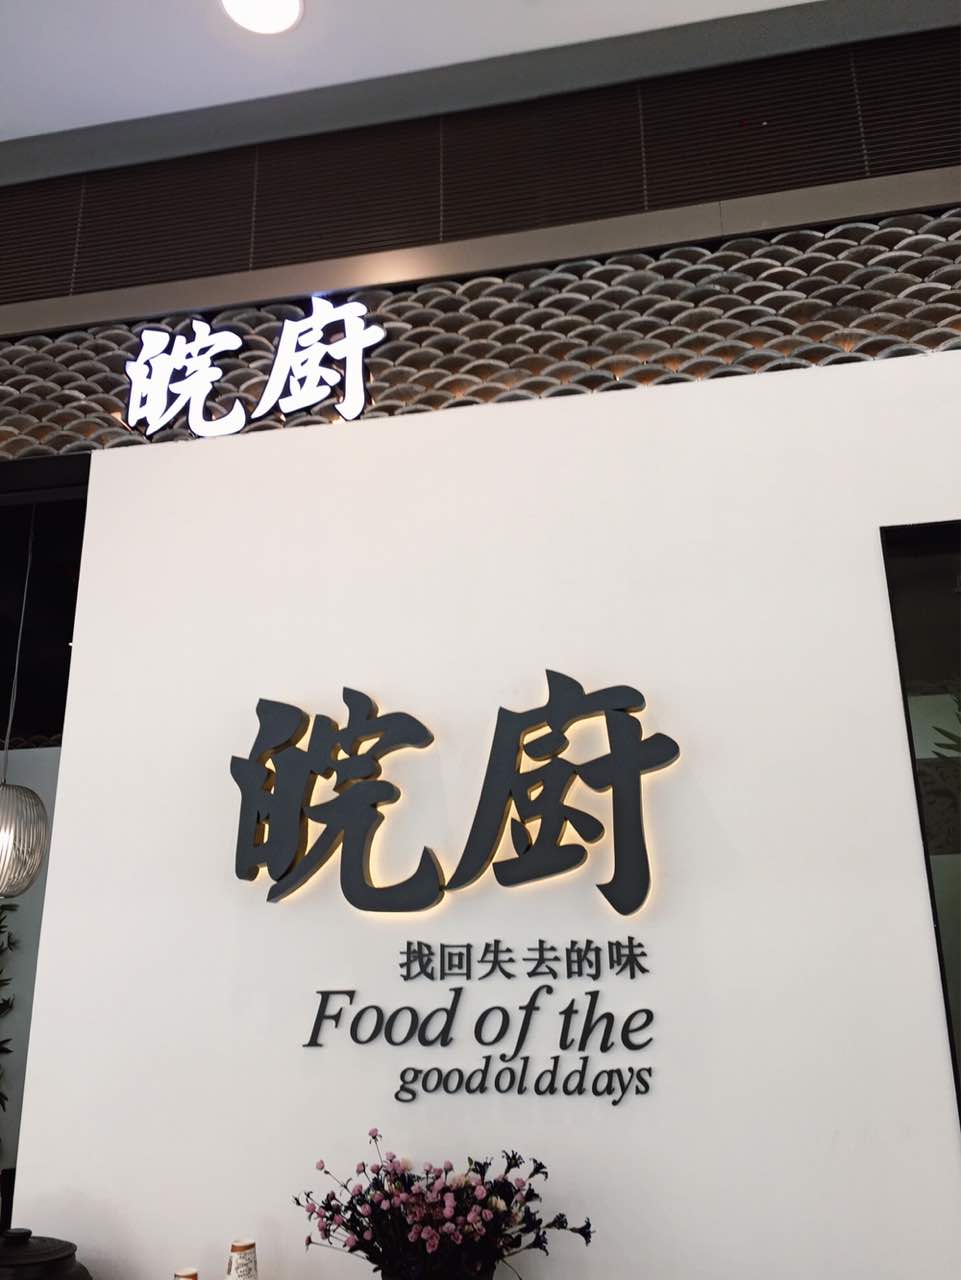 皖厨
皖厨
找回失去的味
Food of the
goodolddays